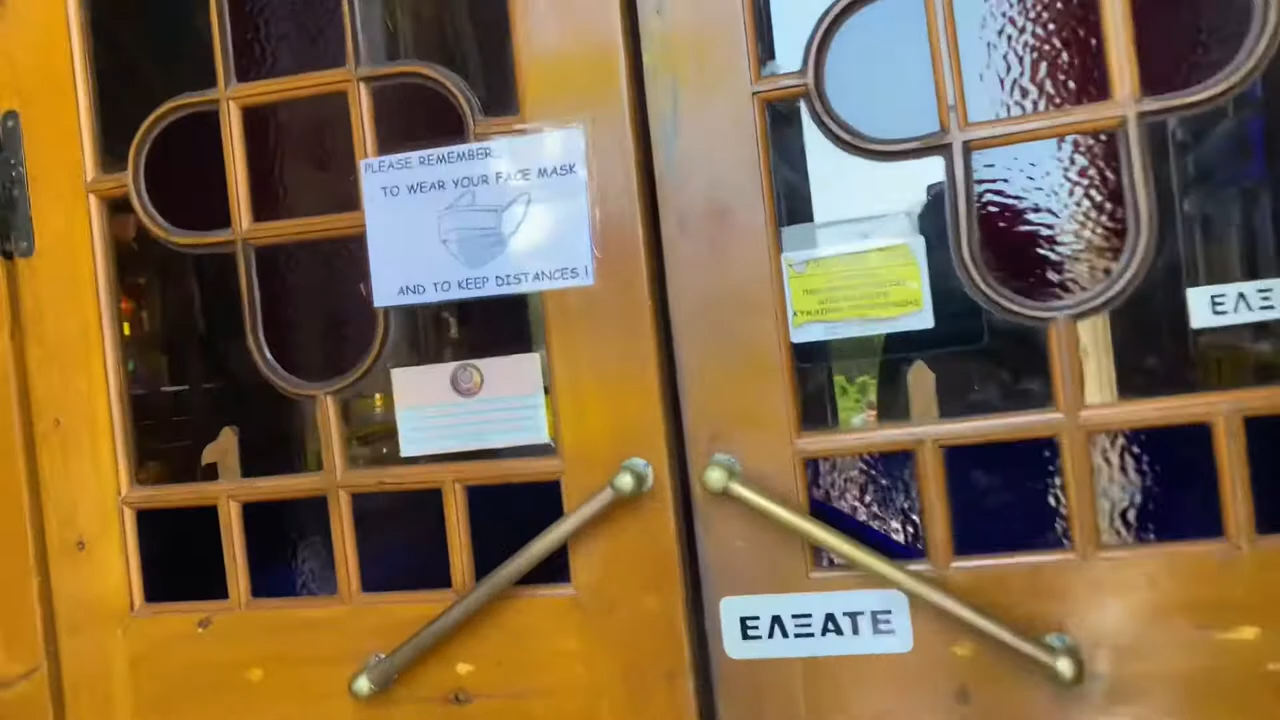 PLEASE REMEMBER
TO WEAR YOUR FACE MASK
AND TO KEEP DISTANCES !
ΕΛΞ
ΕΛΞΑΤΕ